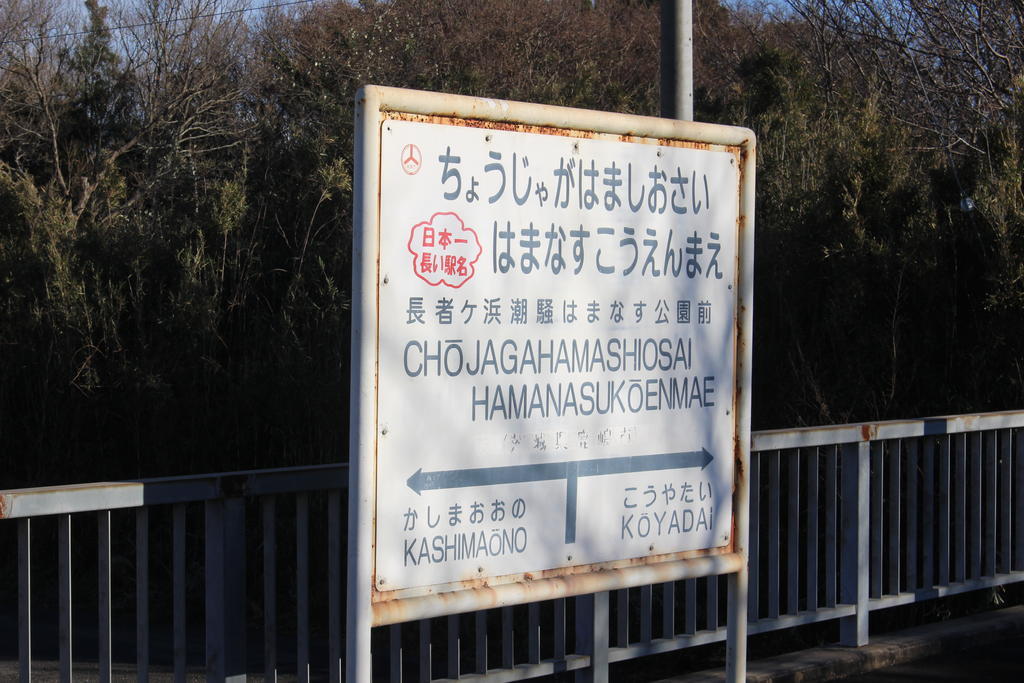 ちょうじゃがはましおさい
はまなすこうえんまえ
日本一
長い駅名
長者ケ浜潮騒はまなす公園前
CHŌJAGAHAMASHIOSAI
HAMANASUKŌENMAE
かしまおおの
KASHIMAŌNO
こうやたい
KŌYADAI